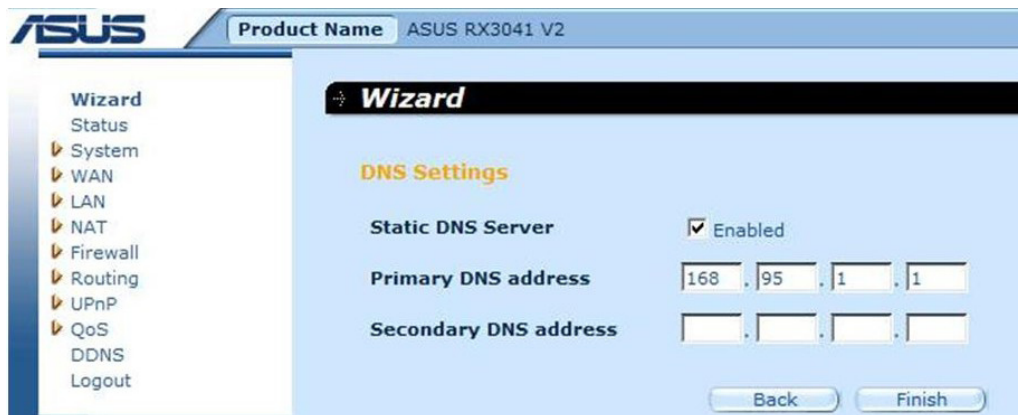 ASUS
Product Name ASUS RX3041 V2
Wizard
Status
System
WAN
LAN
NAT
Firewall
Routing
UPnP
QoS
DDNS
Logout
Wizard
DNS Settings
Static DNS Server Enabled
Primary DNS address 168 . 95 . 1 . 1
Secondary DNS address . . .
Back Finish